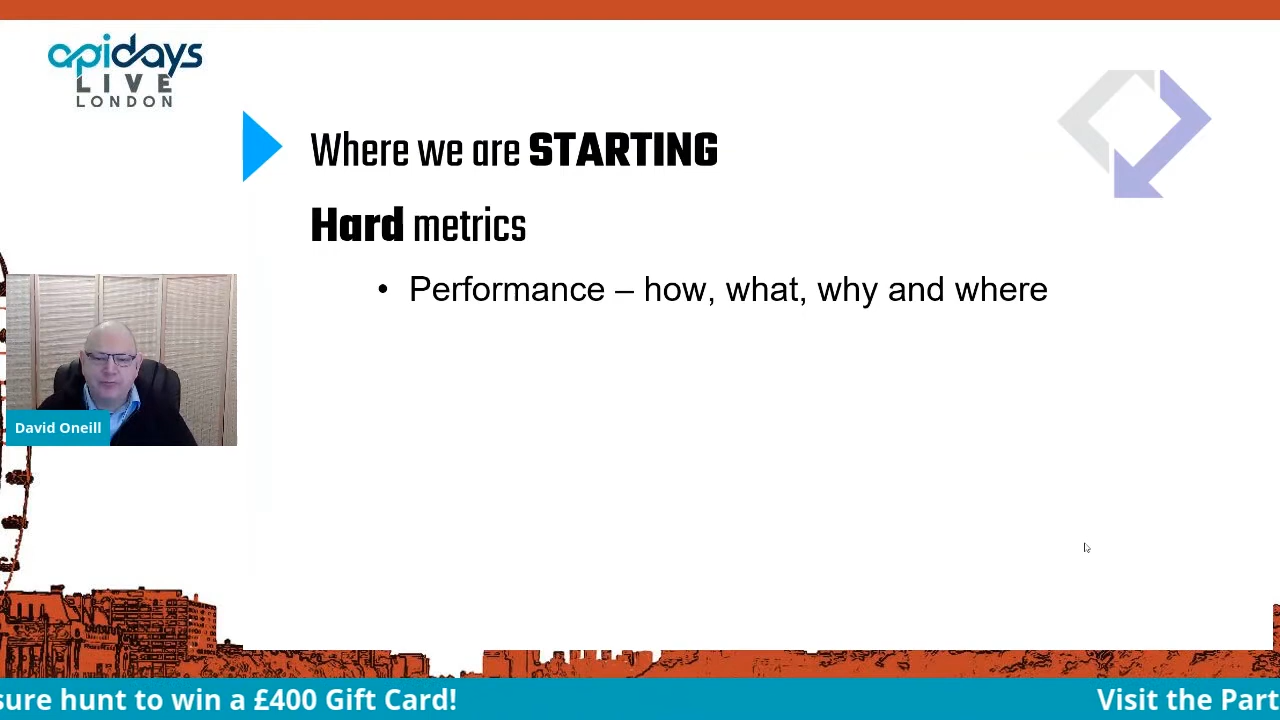 apidays
LIVE
LONDON
Where we are STARTING
Hard metrics
• Performance – how, what, why and where
David Oneill
sure hunt to win a £400 Gift Card!
Visit the Part